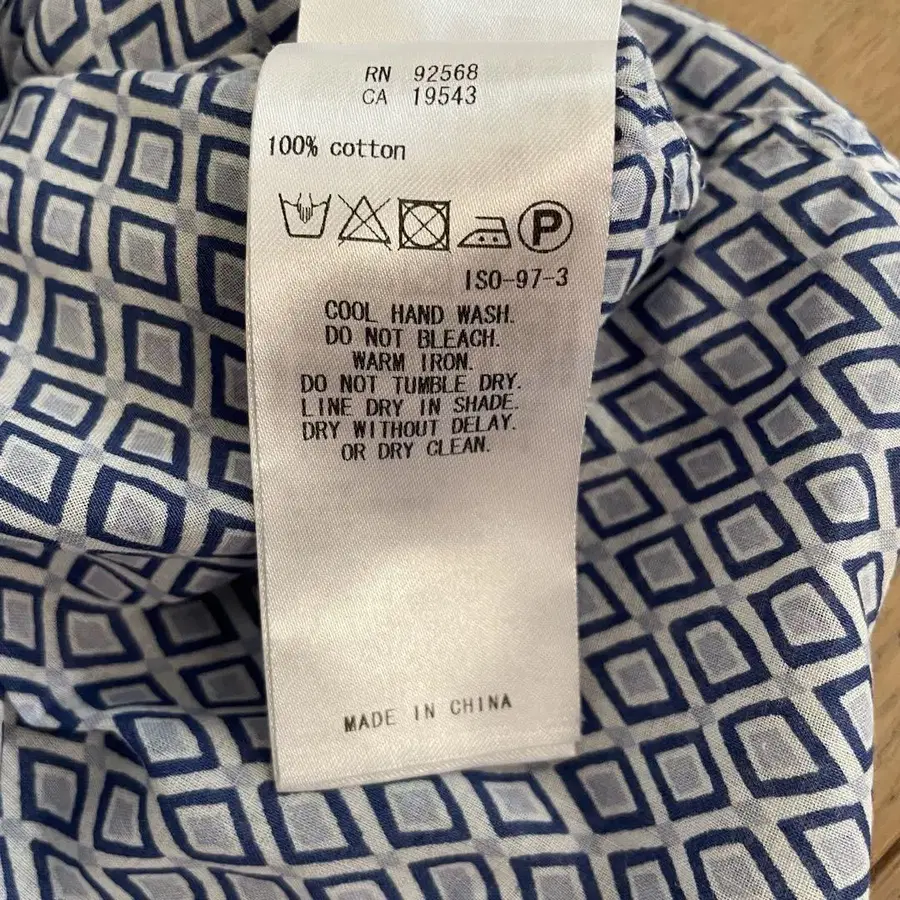 RN 92568
CA 19543
100% cotton
P
ISO-97-3
COOL HAND WASH.
DO NOT BLEACH.
WARM IRON.
DO NOT TUMBLE DRY.
LINE DRY IN SHADE.
DRY WITHOUT DELAY.
OR DRY CLEAN.
MADE IN CHINA